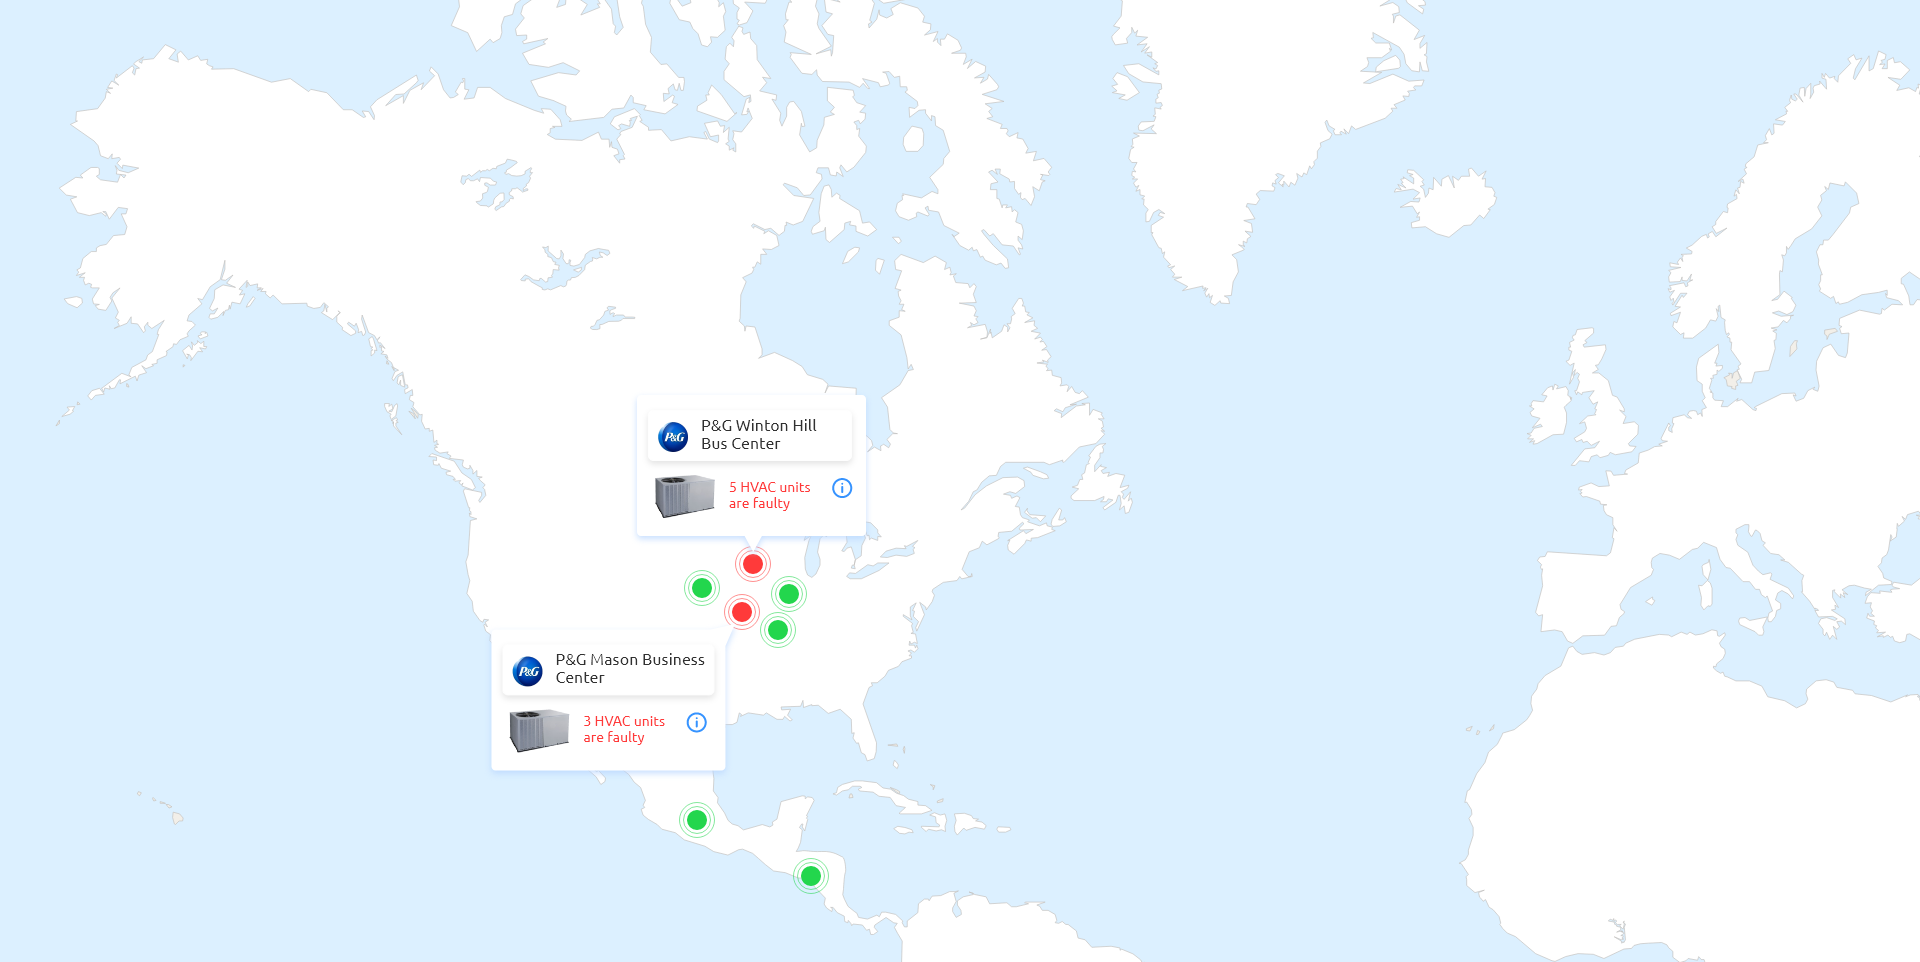 P&G Winton Hill
Bus Center
P&G
5 HVAC units
are faulty
P&G Mason Business
Center
P&G
3 HVAC units
are faulty